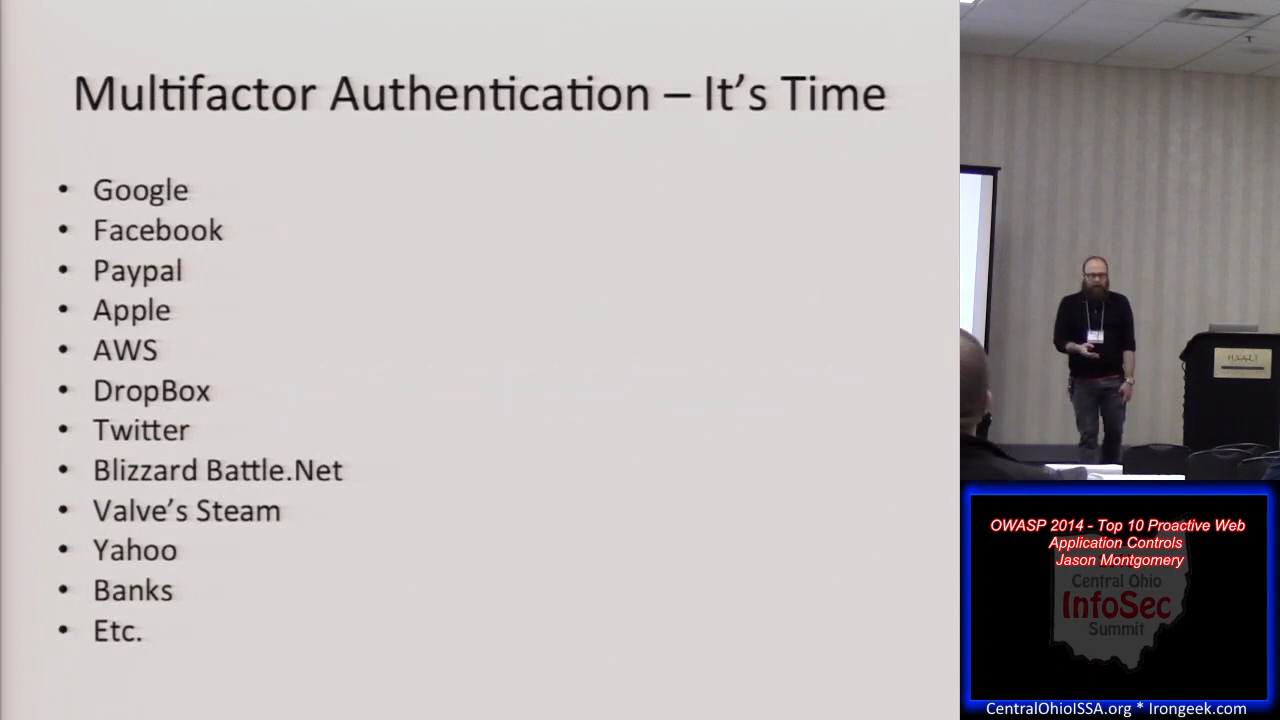 Multifactor Authentication – It's Time
• Google
• Facebook
• Paypal
• Apple
• AWS
• DropBox
• Twitter
• Blizzard Battle.Net
• Valve's Steam
• Yahoo
• Banks
• Etc.
HYATT
OWASP 2014 - Top 10 Proactive Web
Application Controls
Jason Montgomery
Central Ohio
InfoSec
Summit
CentralOhioISSA.org * Irongeek.com